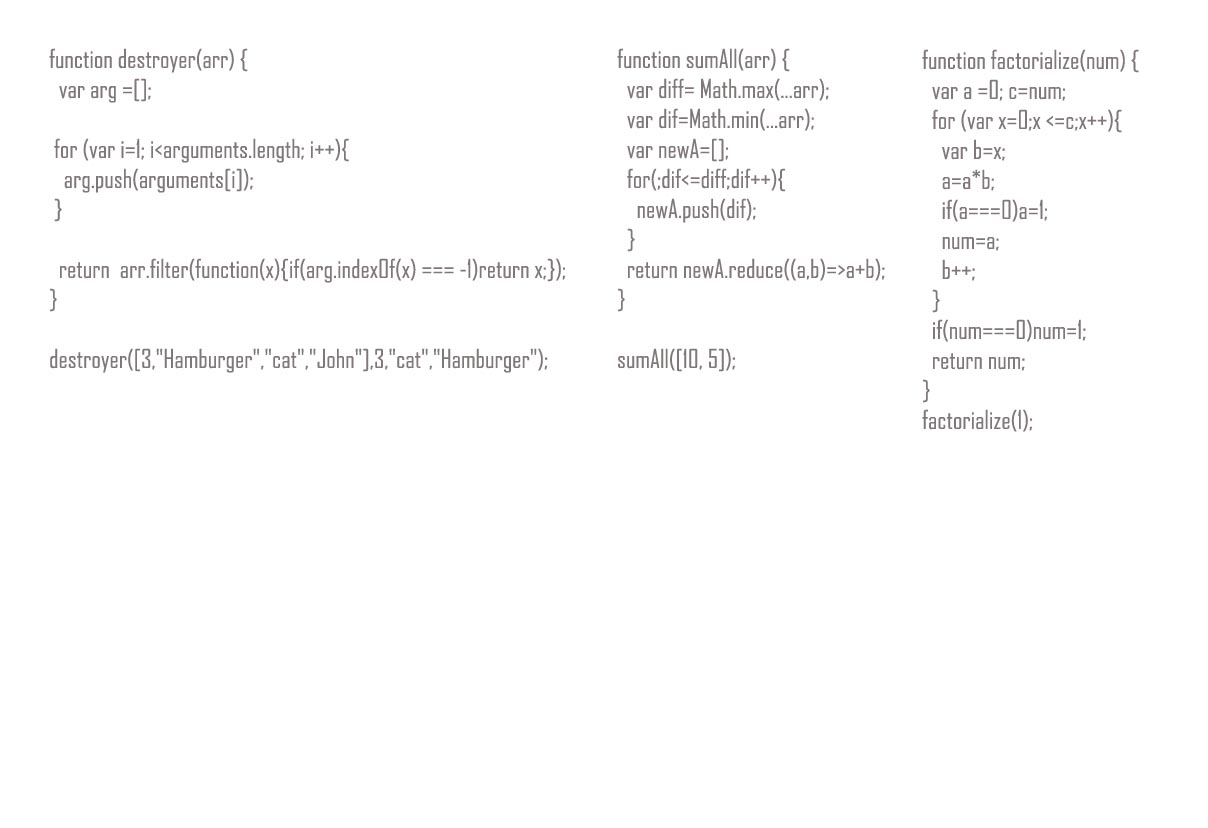 function destroyer(arr) {
var arg =[];
for (var i=1; i<arguments.length; i++){
arg.push(arguments[i]);
}
return  arr.filter(function(x){if(arg.indexOf(x) === -1)return x;});
}
destroyer([3,"Hamburger","cat","John"],3,"cat","Hamburger");
function sumAll(arr) {
var diff= Math.max(...arr);
var dif=Math.min(...arr);
var newA=[];
for(;dif<=diff;dif++){
newA.push(dif);
}
return newA.reduce((a,b)=>a+b);
}
sumAll([10, 5]);
function factorialize(num) {
var a =0; c=num;
for (var x=0;x <=c;x++){
var b=x;
a=a*b;
if(a===0)a=1;
num=a;
b++;
}
if(num===0)num=1;
return num;
}
factorialize(1);